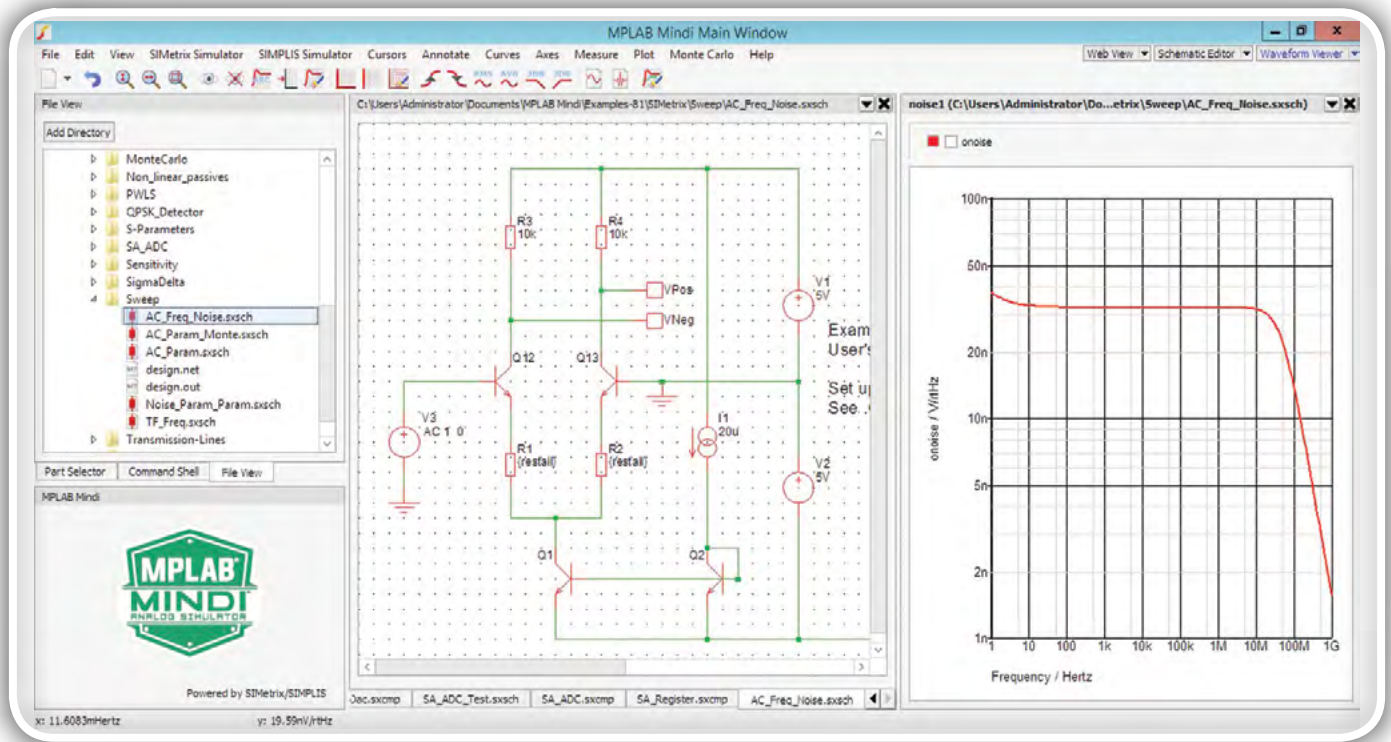 MPLAB Mindi Main Window
File Edit View SIMetrix Simulator SIMPLIS Simulator Cursors Annotate Curves Axes Measure Plot Monte Carlo Help
Web View
Schematic Editor
Waveform Viewer
File View
Add Directory
MonteCarlo
Non_linear_passives
PWLS
QPSK_Detector
S-Parameters
SA_ADC
Sensitivity
SigmaDelta
Sweep
AC_Freq_Noise.sxsch
AC_Param_Monte.sxsch
AC_Param.sxsch
design.net
design.out
Noise_Param_Param.sxsch
TF_Freq.sxsch
Transmission-Lines
Part Selector Command Shell File View
MPLAB Mindi
MPLAB
MINDI
ANALOG SIMULATOR
Powered by SIMetrix/SIMPLIS
x: 11.6083mHertz y: 19.59nV/rtHz
C:\Users\Administrator\Documents\MPLAB Mindi\Examples-81\SIMetrix\Sweep\AC_Freq_Noise.sxsch
R3
10k
R4
10k
VPos
VNeg
V1
5V
Exam
User's
Q12
Q13
Set up
See
V3
AC 1 0
I1
20u
R1
{restail}
R2
{restail}
V2
5V
Q1
Q2
Dac.sxcmp SA_ADC_Test.sxsch SA_ADC.sxcmp SA_Register.sxcmp AC_Freq_Noise.sxsch
noise1 (C:\Users\Administrator\Do...etrix\Sweep\AC_Freq_Noise.sxsch)
onoise
100n
50n
20n
10n
5n
2n
1n
onoise / V/rtHz
1 10 100 1k 10k 100k 1M 10M 100M 1G
Frequency / Hertz